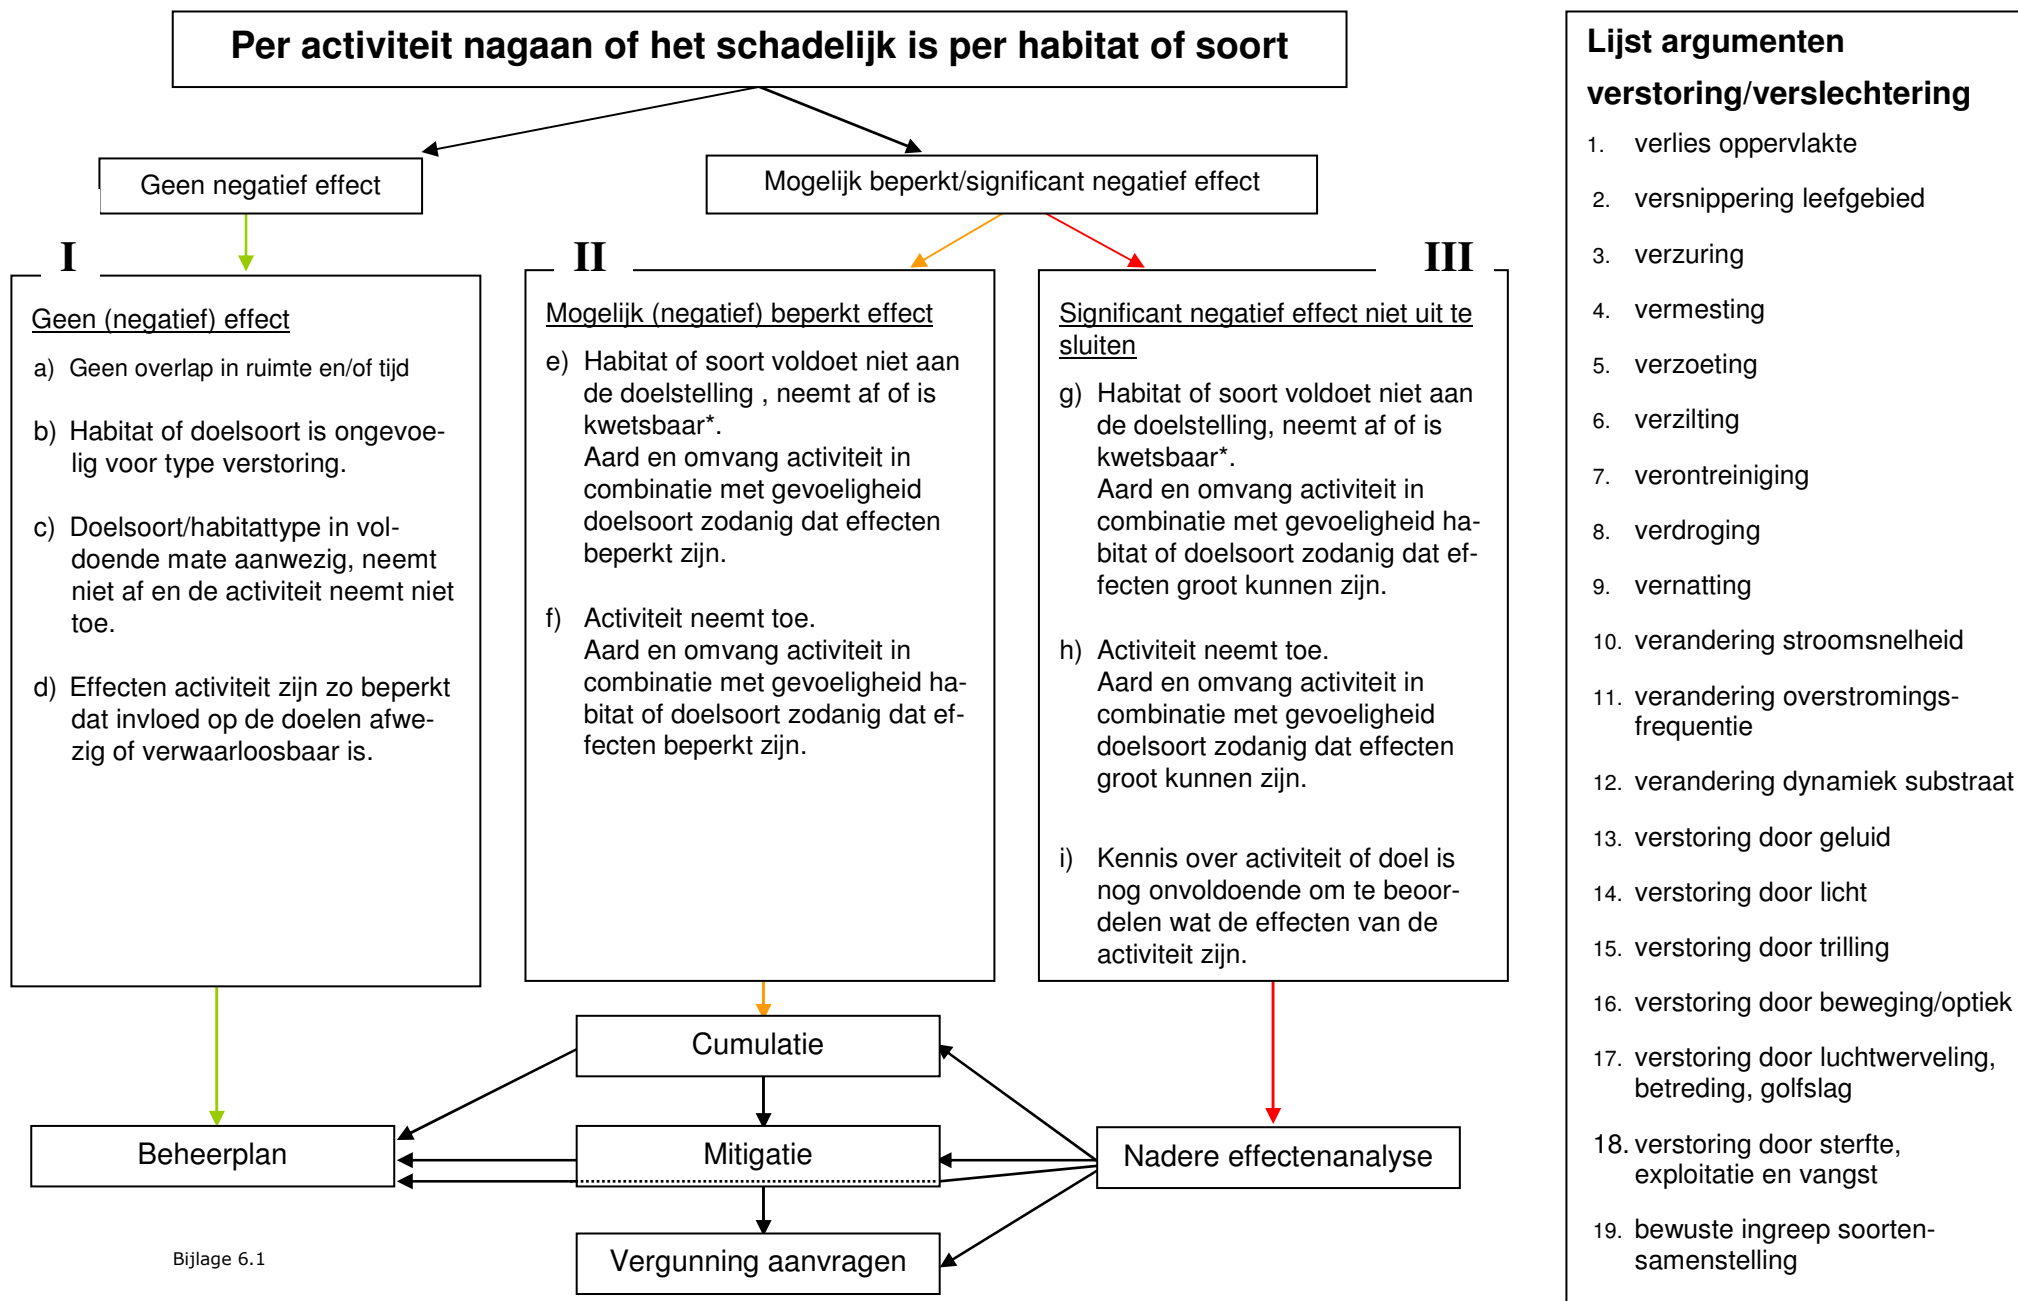 Per activiteit nagaan of het schadelijk is per habitat of soort
Geen negatief effect
Mogelijk beperkt/significant negatief effect
I
Geen (negatief) effect
a) Geen overlap in ruimte en/of tijd
b) Habitat of doelsoort is ongevoe-
lig voor type verstoring.
c) Doelsoort/habitattype in vol-
doende mate aanwezig, neemt
niet af en de activiteit neemt niet
toe.
d) Effecten activiteit zijn zo beperkt
dat invloed op de doelen afwe-
zig of verwaarloosbaar is.
II
Mogelijk (negatief) beperkt effect
e) Habitat of soort voldoet niet aan
de doelstelling , neemt af of is
kwetsbaar*.
Aard en omvang activiteit in
combinatie met gevoeligheid
doelsoort zodanig dat effecten
beperkt zijn.
f) Activiteit neemt toe.
Aard en omvang activiteit in
combinatie met gevoeligheid ha-
bitat of doelsoort zodanig dat ef-
fecten beperkt zijn.
III
Significant negatief effect niet uit te
sluiten
g) Habitat of soort voldoet niet aan
de doelstelling, neemt af of is
kwetsbaar*.
Aard en omvang activiteit in
combinatie met gevoeligheid ha-
bitat of doelsoort zodanig dat ef-
fecten groot kunnen zijn.
h) Activiteit neemt toe.
Aard en omvang activiteit in
combinatie met gevoeligheid
doelsoort zodanig dat effecten
groot kunnen zijn.
i) Kennis over activiteit of doel is
nog onvoldoende om te beoor-
delen wat de effecten van de
activiteit zijn.
Cumulatie
Beheerplan
Mitigatie
Nadere effectenanalyse
Vergunning aanvragen
Bijlage 6.1
Lijst argumenten
verstoring/verslechtering
1. verlies oppervlakte
2. versnippering leefgebied
3. verzuring
4. vermesting
5. verzoeting
6. verzilting
7. verontreiniging
8. verdroging
9. vernatting
10. verandering stroomsnelheid
11. verandering overstromings-
frequentie
12. verandering dynamiek substraat
13. verstoring door geluid
14. verstoring door licht
15. verstoring door trilling
16. verstoring door beweging/optiek
17. verstoring door luchtwerveling,
betreding, golfslag
18. verstoring door sterfte,
exploitatie en vangst
19. bewuste ingreep soorten-
samenstelling